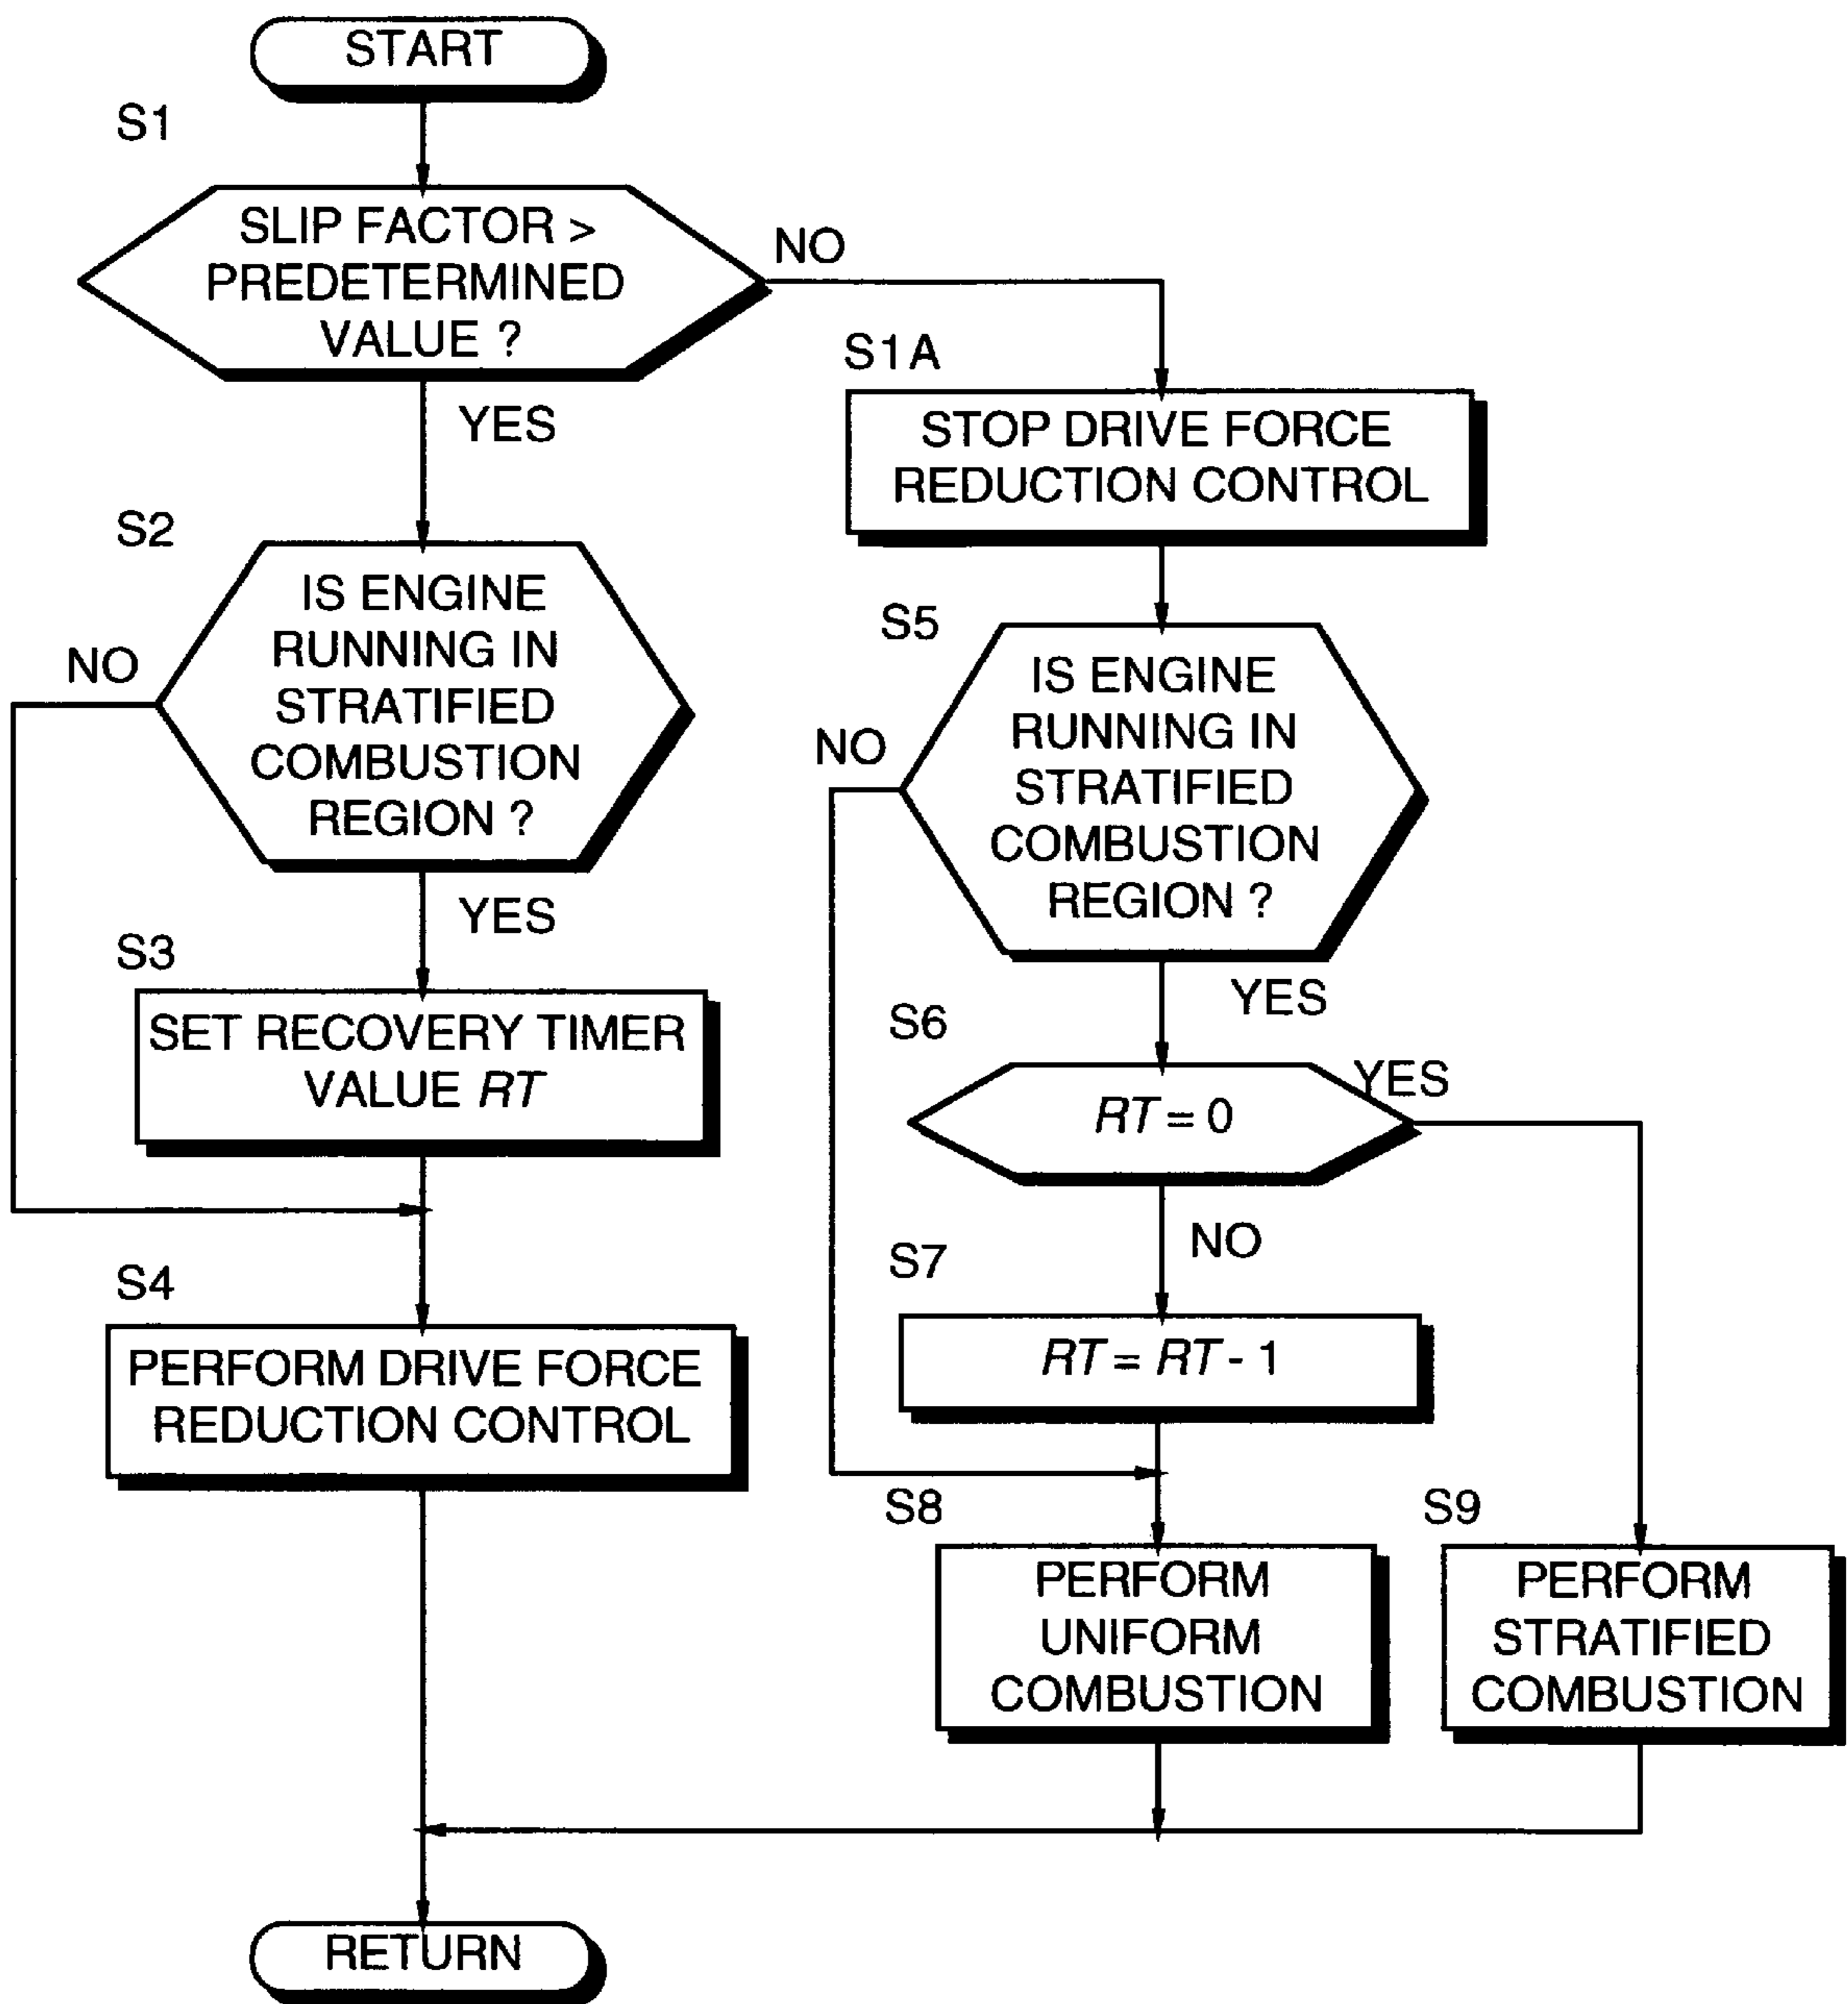 START
S1
SLIP FACTOR >
PREDETERMINED
VALUE ?
NO
YES
S1A
STOP DRIVE FORCE
REDUCTION CONTROL
S2
IS ENGINE
RUNNING IN
STRATIFIED
COMBUSTION
REGION ?
NO
YES
S3
SET RECOVERY TIMER
VALUE RT
S4
PERFORM DRIVE FORCE
REDUCTION CONTROL
S5
IS ENGINE
RUNNING IN
STRATIFIED
COMBUSTION
REGION ?
NO
YES
S6
RT = 0
YES
NO
S7
RT = RT - 1
S8
PERFORM
UNIFORM
COMBUSTION
S9
PERFORM
STRATIFIED
COMBUSTION
RETURN